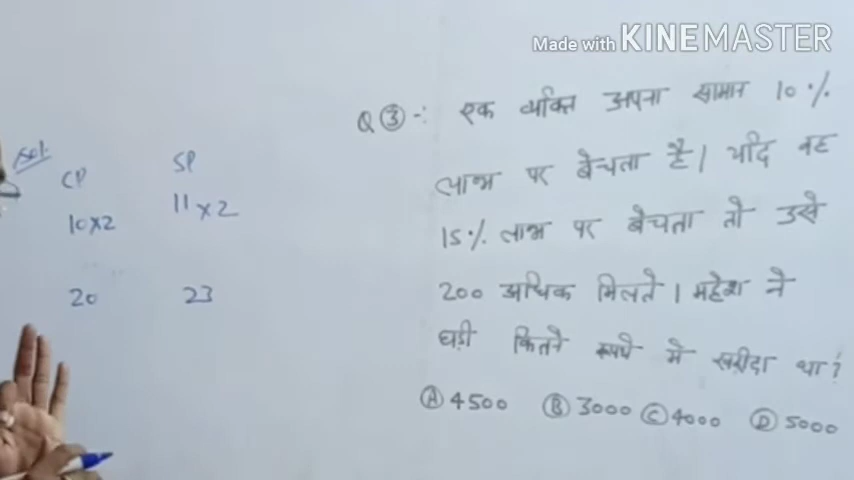 Made with KINEMASTER
Q ③ -: एक व्यक्ति अपना सामान 10%
लाभ पर बेचता है। यदि वह
15% लाभ पर बेचता तो उसे
200 अधिक मिलते। महेश ने
घड़ी कितने रूपये मे खरीदा था?
Ⓐ 4500 Ⓑ 3000 Ⓒ 4000 Ⓓ 5000
Sol.
CP SP
10×2 11×2
20 23